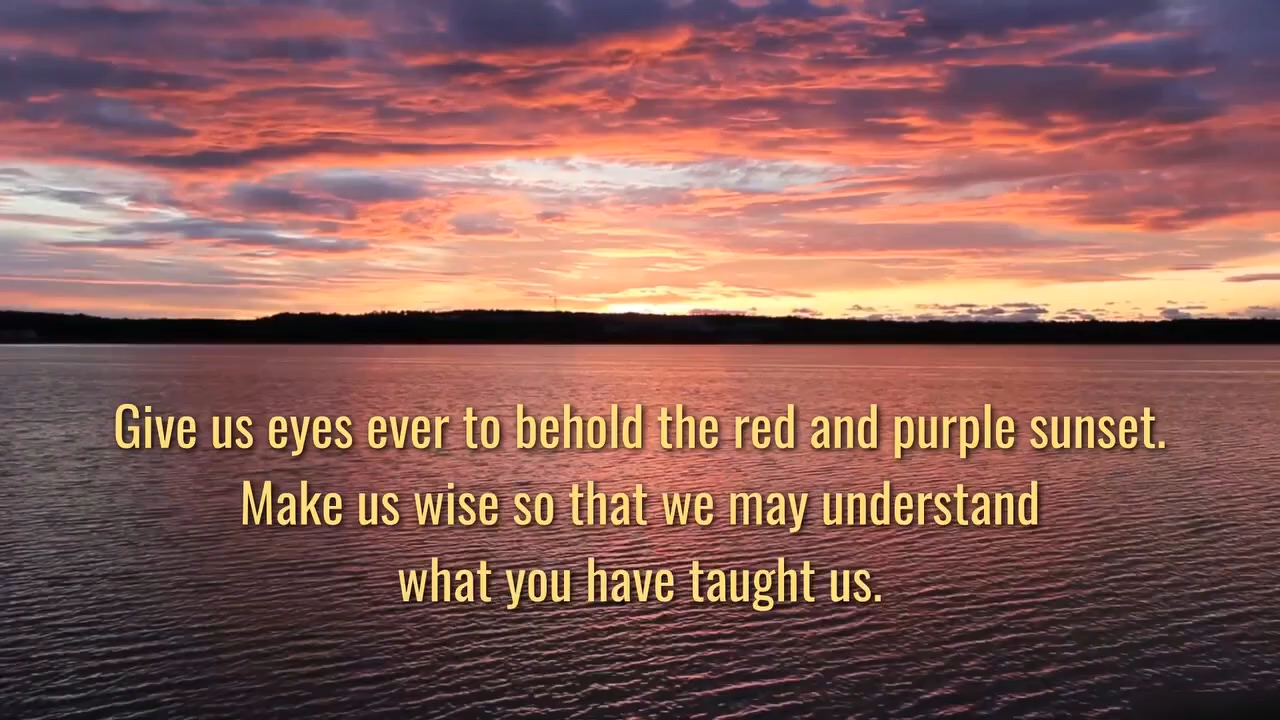 Give us eyes ever to behold the red and purple sunset.
Make us wise so that we may understand
what you have taught us.